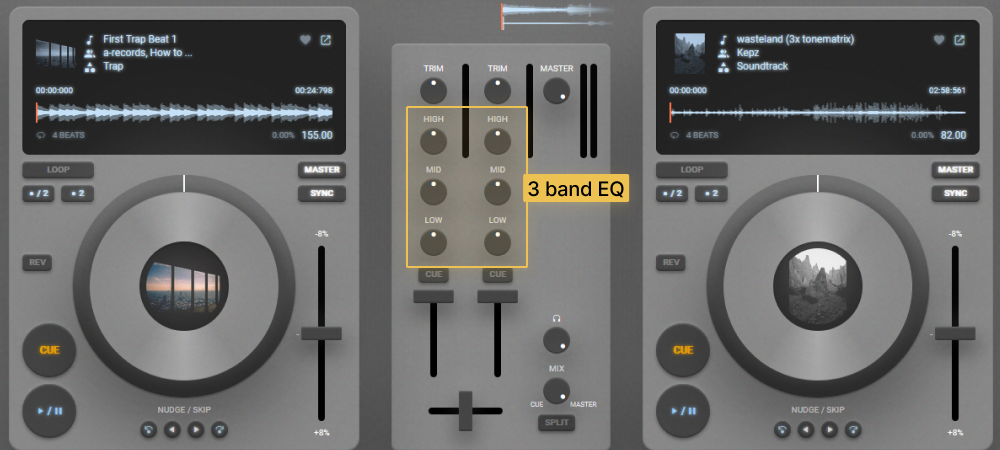 First Trap Beat 1
a-records, How to ...
Trap
00:00:000
00:24:798
4 BEATS
0.00%
155.00
LOOP
MASTER
/ 2
2
SYNC
-8%
REV
CUE
NUDGE / SKIP
+8%
TRIM
TRIM
MASTER
HIGH
HIGH
MID
MID
3 band EQ
LOW
LOW
CUE
CUE
MIX
CUE
MASTER
SPLIT
wasteland (3x tonematrix)
Kepz
Soundtrack
00:00:000
02:58:561
4 BEATS
0.00%
82.00
LOOP
MASTER
/ 2
2
SYNC
-8%
REV
CUE
NUDGE / SKIP
+8%